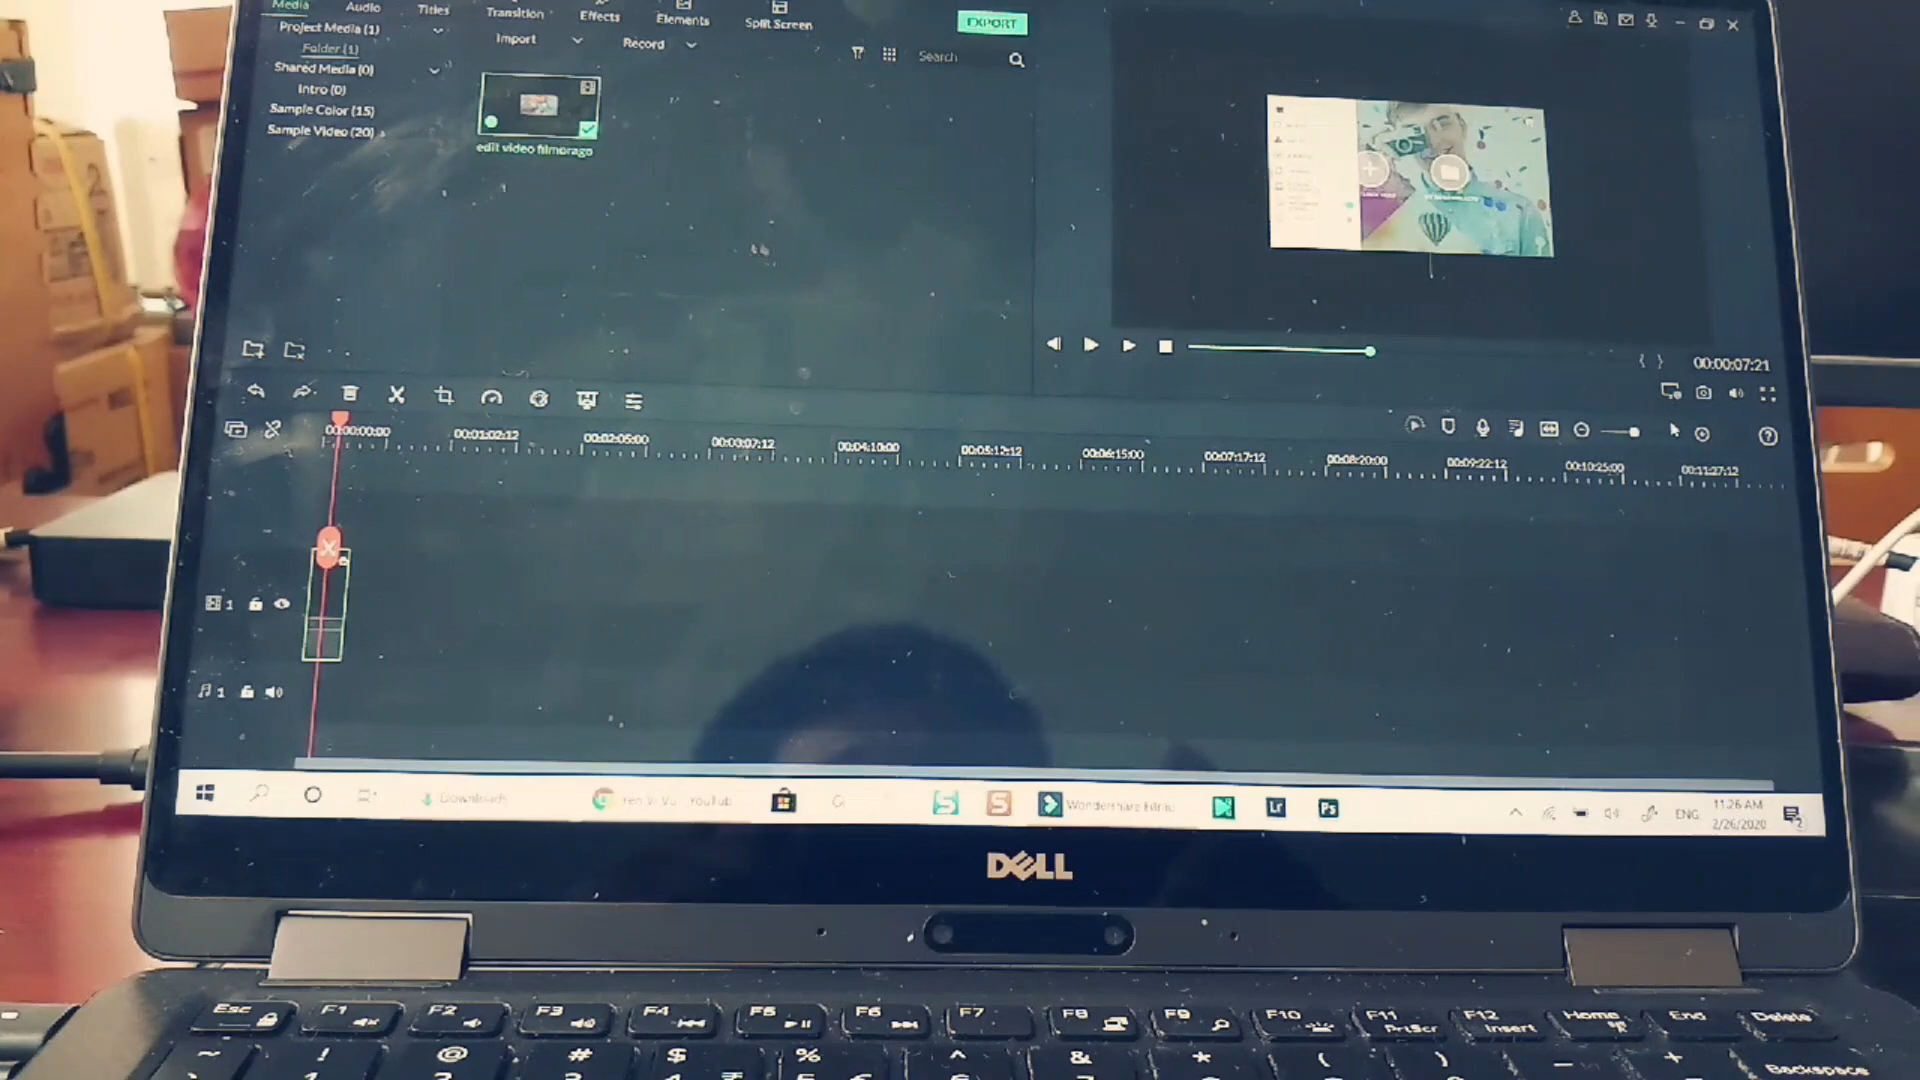 Media Audio Titles Transition Effects Elements Split Screen EXPORT
Project Media (1)
Folder (1)
Shared Media (0)
Intro (0)
Sample Color (15)
Sample Video (20)
Import Record Search
edit video filmorago
00:00:07:21
00:00:00:00 00:01:02:12 00:02:05:00 00:03:07:12 00:04:10:00 00:05:12:12 00:06:15:00 00:07:17:12 00:08:20:00 00:09:22:12 00:10:25:00 00:11:27:12
1
1
Downloads YouTub Wondershare Filmo Lr Ps ENG
11:26 AM
2/26/2020
2
DELL
Esc F1 F2 F3 F4 F5 F6 F7 F8 F9 F10 F11 PrtScr F12 Insert Home End Delete
~ ! @ # $ % ^ & * ( ) – + Backspace